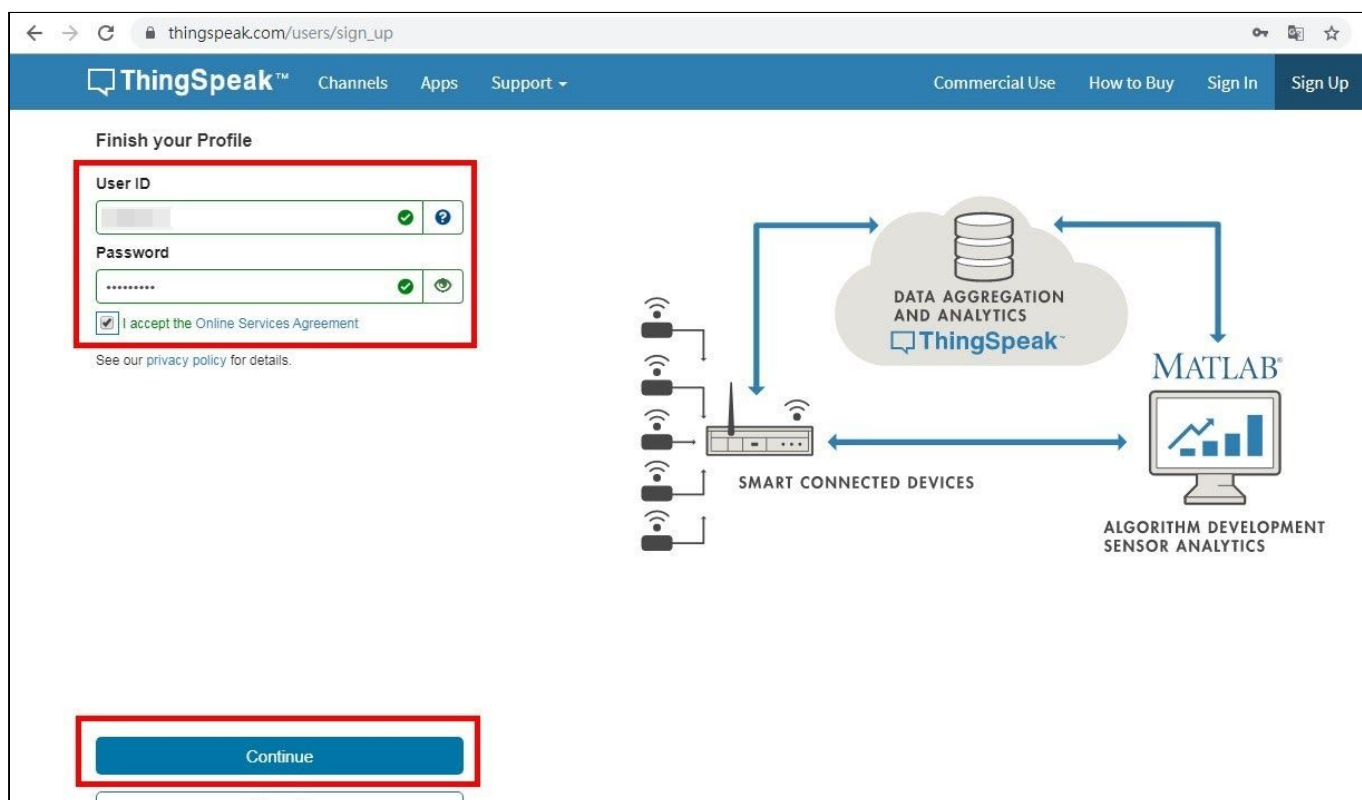 thingspeak.com/users/sign_up
ThingSpeak™ Channels Apps Support Commercial Use How to Buy Sign In Sign Up
Finish your Profile
User ID
Password
•••••••••
I accept the Online Services Agreement
See our privacy policy for details.
DATA AGGREGATION
AND ANALYTICS
ThingSpeak™
SMART CONNECTED DEVICES
MATLAB®
ALGORITHM DEVELOPMENT
SENSOR ANALYTICS
Continue